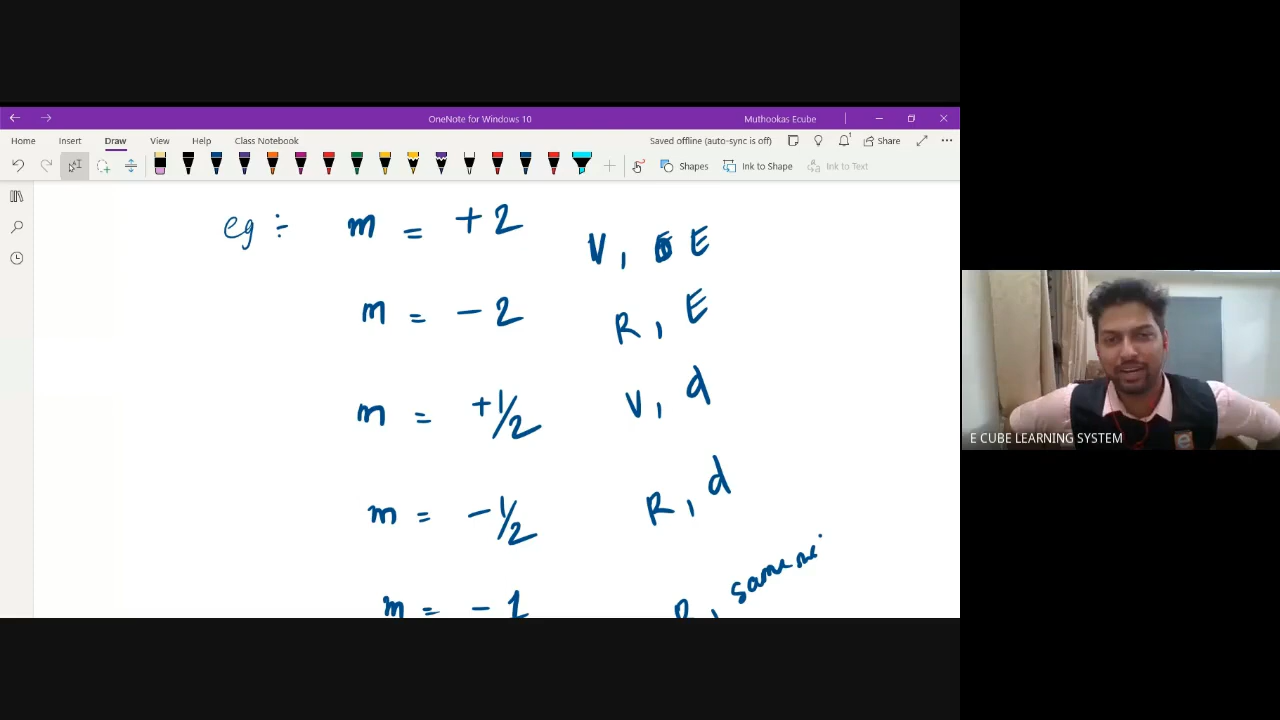 OneNote for Windows 10
Muthookas Ecube
Home Insert Draw View Help Class Notebook
Saved offline (auto-sync is off)
Share
Shapes
Ink to Shape
Ink to Text
eg :- m = +2 V, E
m = -2 R, E
m = +1/2 V, d
m = -1/2 R, d
m = -1 R, same
E CUBE LEARNING SYSTEM